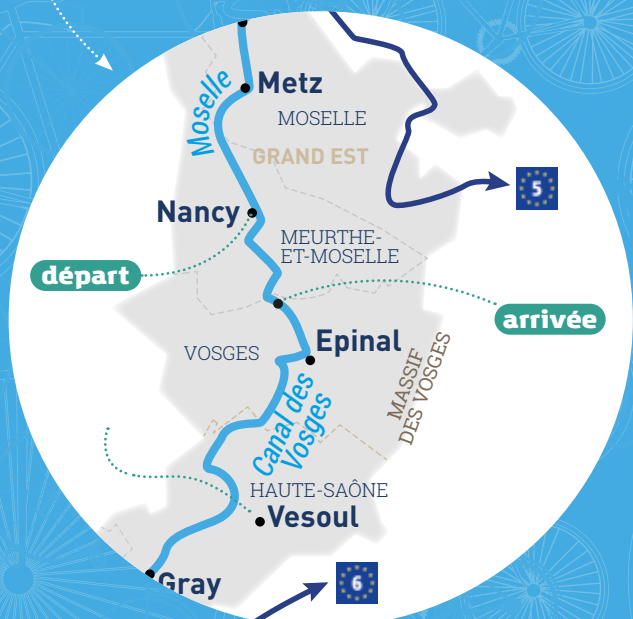 Metz
Moselle
MOSELLE
GRAND EST
5
Nancy
MEURTHE-
ET-MOSELLE
départ
arrivée
Epinal
VOSGES
MASSIF
DES VOSGES
Canal des
Vosges
HAUTE-SAÔNE
Vesoul
Gray
6